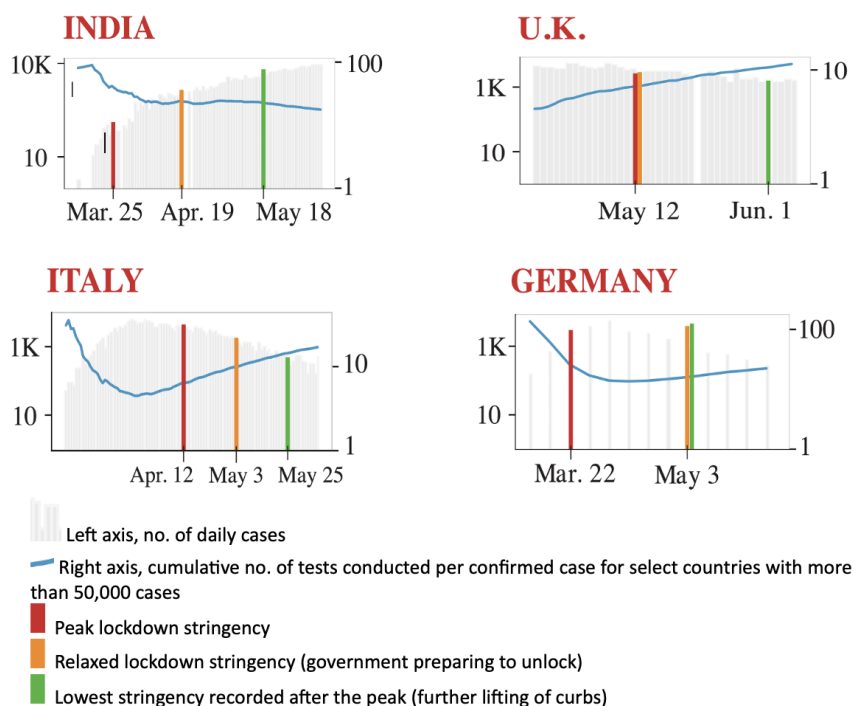 INDIA
10K
100
10
1
Mar. 25 Apr. 19 May 18
U.K.
1K
10
10
1
May 12 Jun. 1
ITALY
1K
10
10
1
Apr. 12 May 3 May 25
GERMANY
1K
100
10
1
Mar. 22 May 3
Left axis, no. of daily cases
Right axis, cumulative no. of tests conducted per confirmed case for select countries with more
than 50,000 cases
Peak lockdown stringency
Relaxed lockdown stringency (government preparing to unlock)
Lowest stringency recorded after the peak (further lifting of curbs)